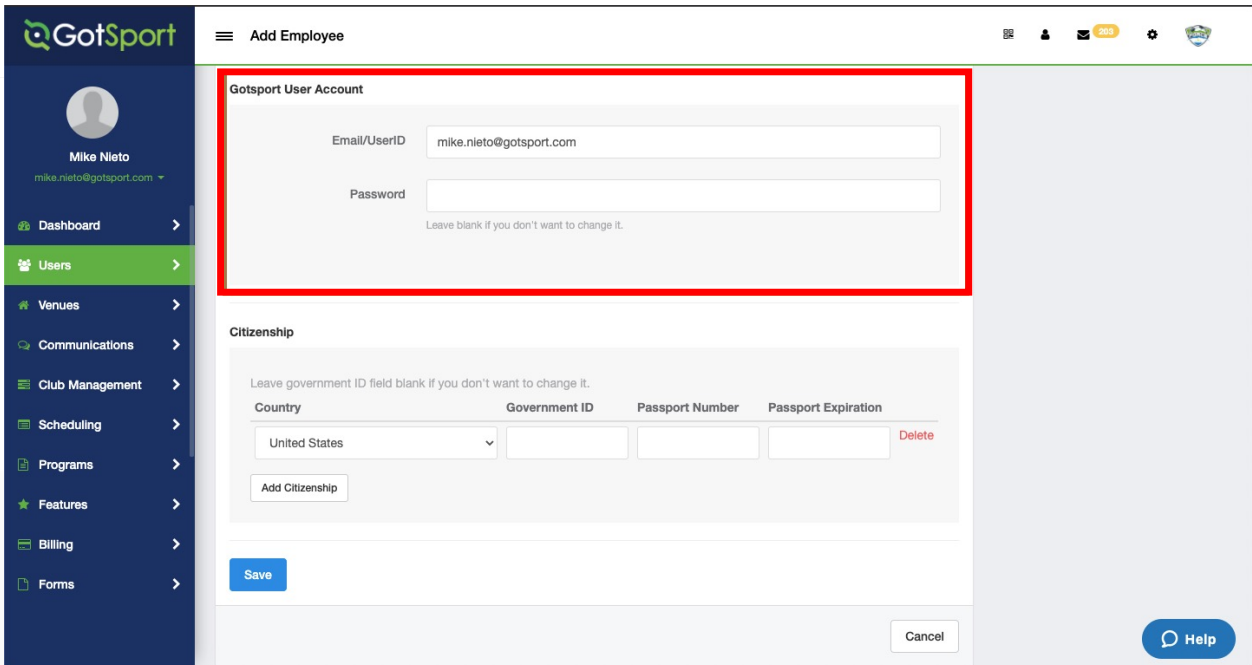 GotSport
Add Employee
203
Mike Nieto
mike.nieto@gotsport.com
Dashboard
Users
Venues
Communications
Club Management
Scheduling
Programs
Features
Billing
Forms
Gotsport User Account
Email/UserID
mike.nieto@gotsport.com
Password
Leave blank if you don't want to change it.
Citizenship
Leave government ID field blank if you don't want to change it.
Country Government ID Passport Number Passport Expiration
United States Delete
Add Citizenship
Save
Cancel
Help